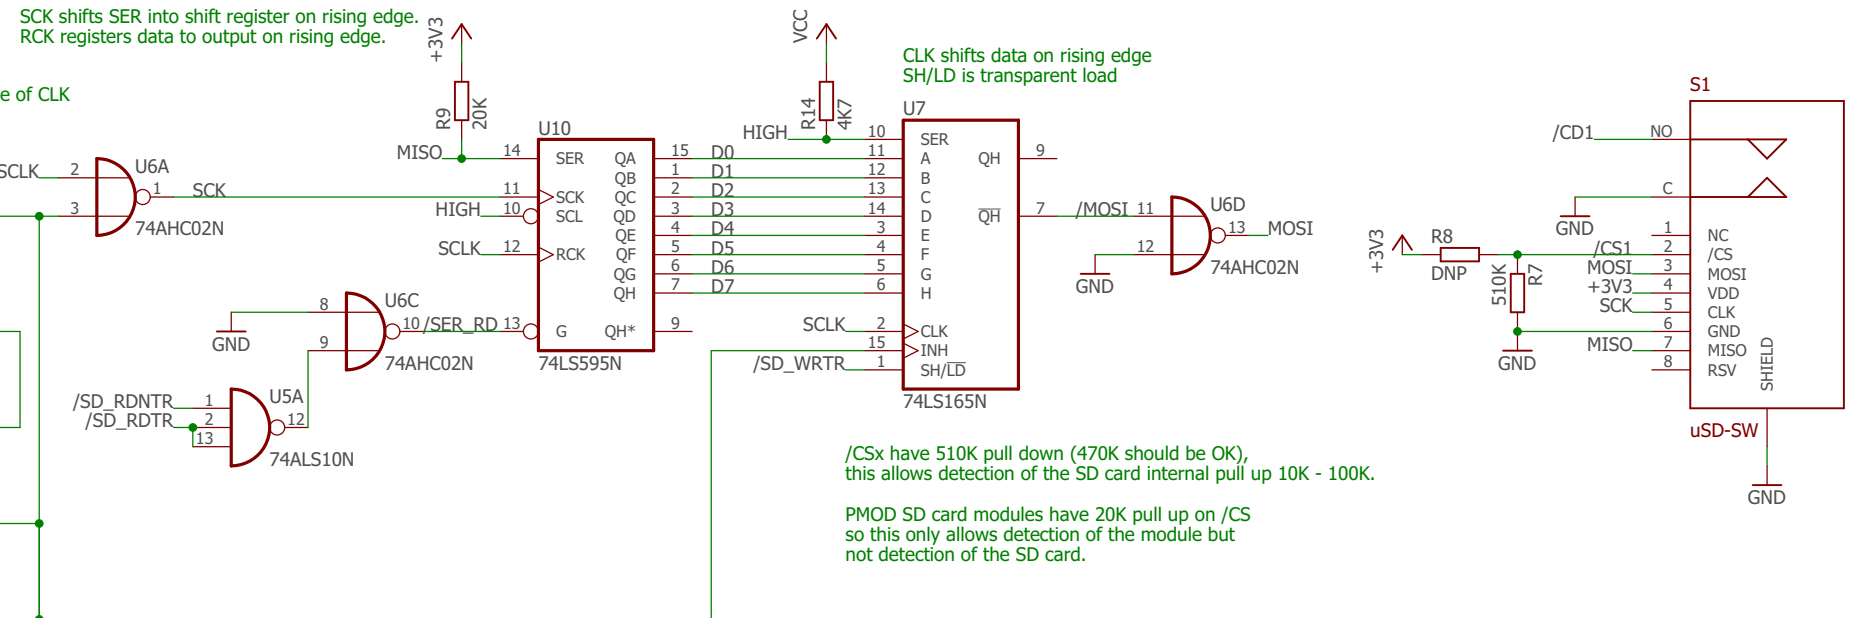 SCK shifts SER into shift register on rising edge.
RCK registers data to output on rising edge.
e of CLK
+3V3
R9
20K
VCC
R14
4K7
CLK shifts data on rising edge
SH/LD is transparent load
SCLK
2
3
U6A
1
SCK
74AHC02N
MISO
HIGH
SCLK
U10
14 SER QA 15 D0
QB 1 D1
11 SCK QC 2 D2
10 SCL QD 3 D3
QE 4 D4
12 RCK QF 5 D5
QG 6 D6
QH 7 D7
13 G QH* 9
74LS595N
GND
8
9
U6C
10 /SER_RD
74AHC02N
/SD_RDNTR 1
/SD_RDTR 2
13
U5A
12
74ALS10N
HIGH
U7
10 SER
11 A QH 9
12 B
13 C
14 D QH 7 /MOSI
3 E
4 F
5 G
6 H
SCLK 2 CLK
15 INH
/SD_WRTR 1 SH/LD
74LS165N
11
12
GND
U6D
13 MOSI
74AHC02N
+3V3
R8
DNP
510K
R7
GND
S1
/CD1 NO
C
GND
1 NC
/CS1 2 /CS
MOSI 3 MOSI
+3V3 4 VDD
SCK 5 CLK
6 GND
MISO 7 MISO
8 RSV
SHIELD
uSD-SW
GND
/CSx have 510K pull down (470K should be OK),
this allows detection of the SD card internal pull up 10K - 100K.
PMOD SD card modules have 20K pull up on /CS
so this only allows detection of the module but
not detection of the SD card.